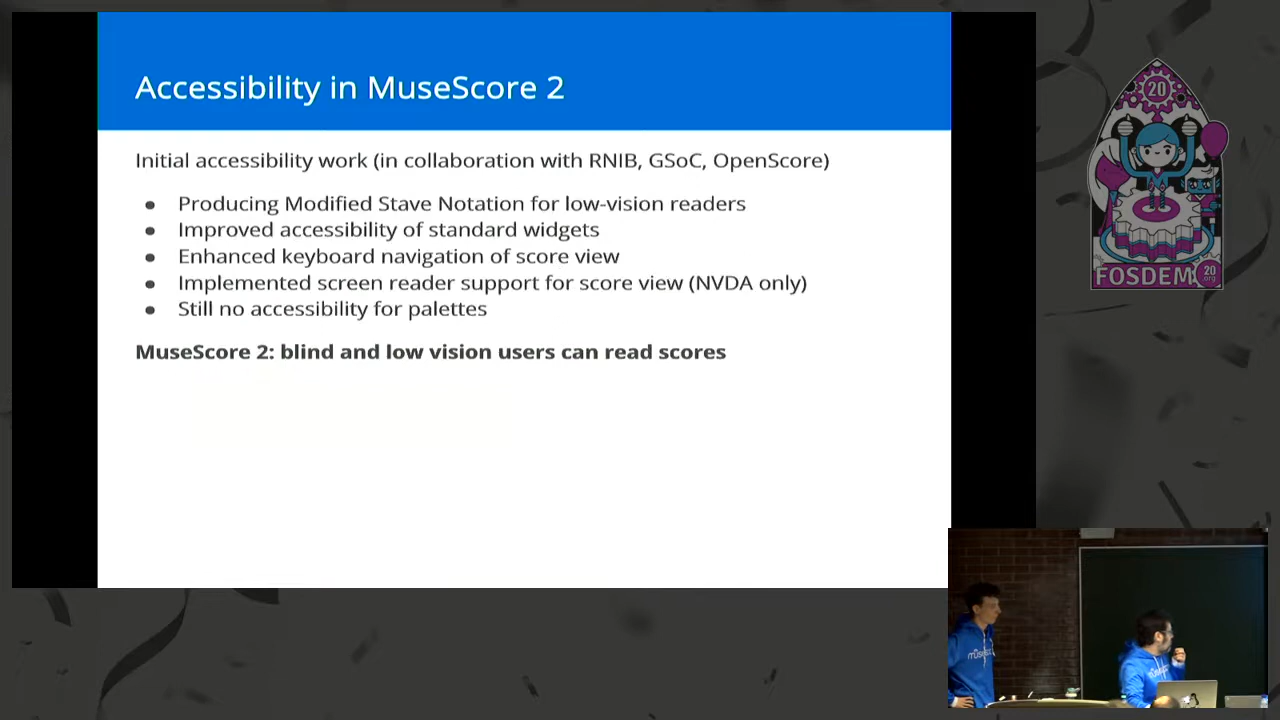 Accessibility in MuseScore 2
Initial accessibility work (in collaboration with RNIB, GSoC, OpenScore)
● Producing Modified Stave Notation for low-vision readers
● Improved accessibility of standard widgets
● Enhanced keyboard navigation of score view
● Implemented screen reader support for score view (NVDA only)
● Still no accessibility for palettes
MuseScore 2: blind and low vision users can read scores
20
FOSDEM
20
.org